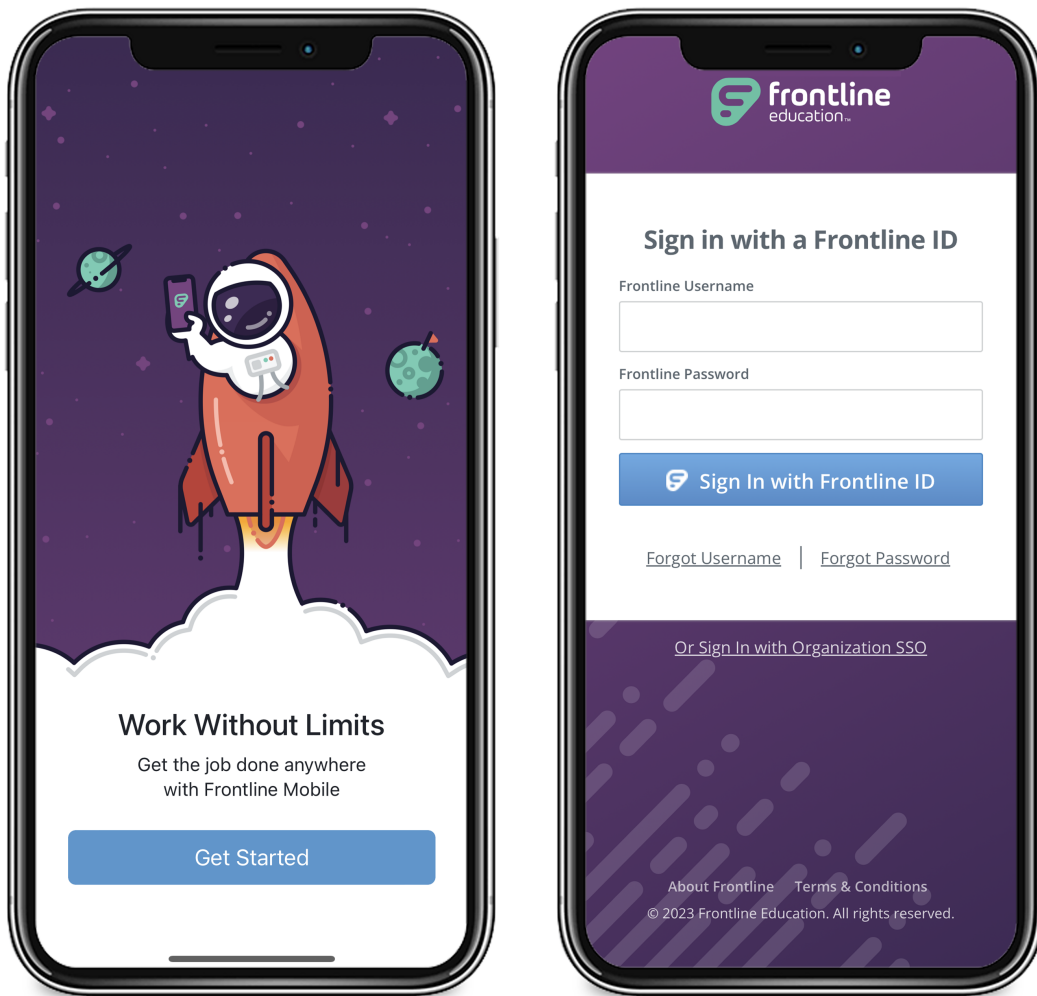 Work Without Limits
Get the job done anywhere
with Frontline Mobile
Get Started
frontline
education™
Sign in with a Frontline ID
Frontline Username
Frontline Password
Sign In with Frontline ID
Forgot Username | Forgot Password
Or Sign In with Organization SSO
About Frontline Terms & Conditions
© 2023 Frontline Education. All rights reserved.